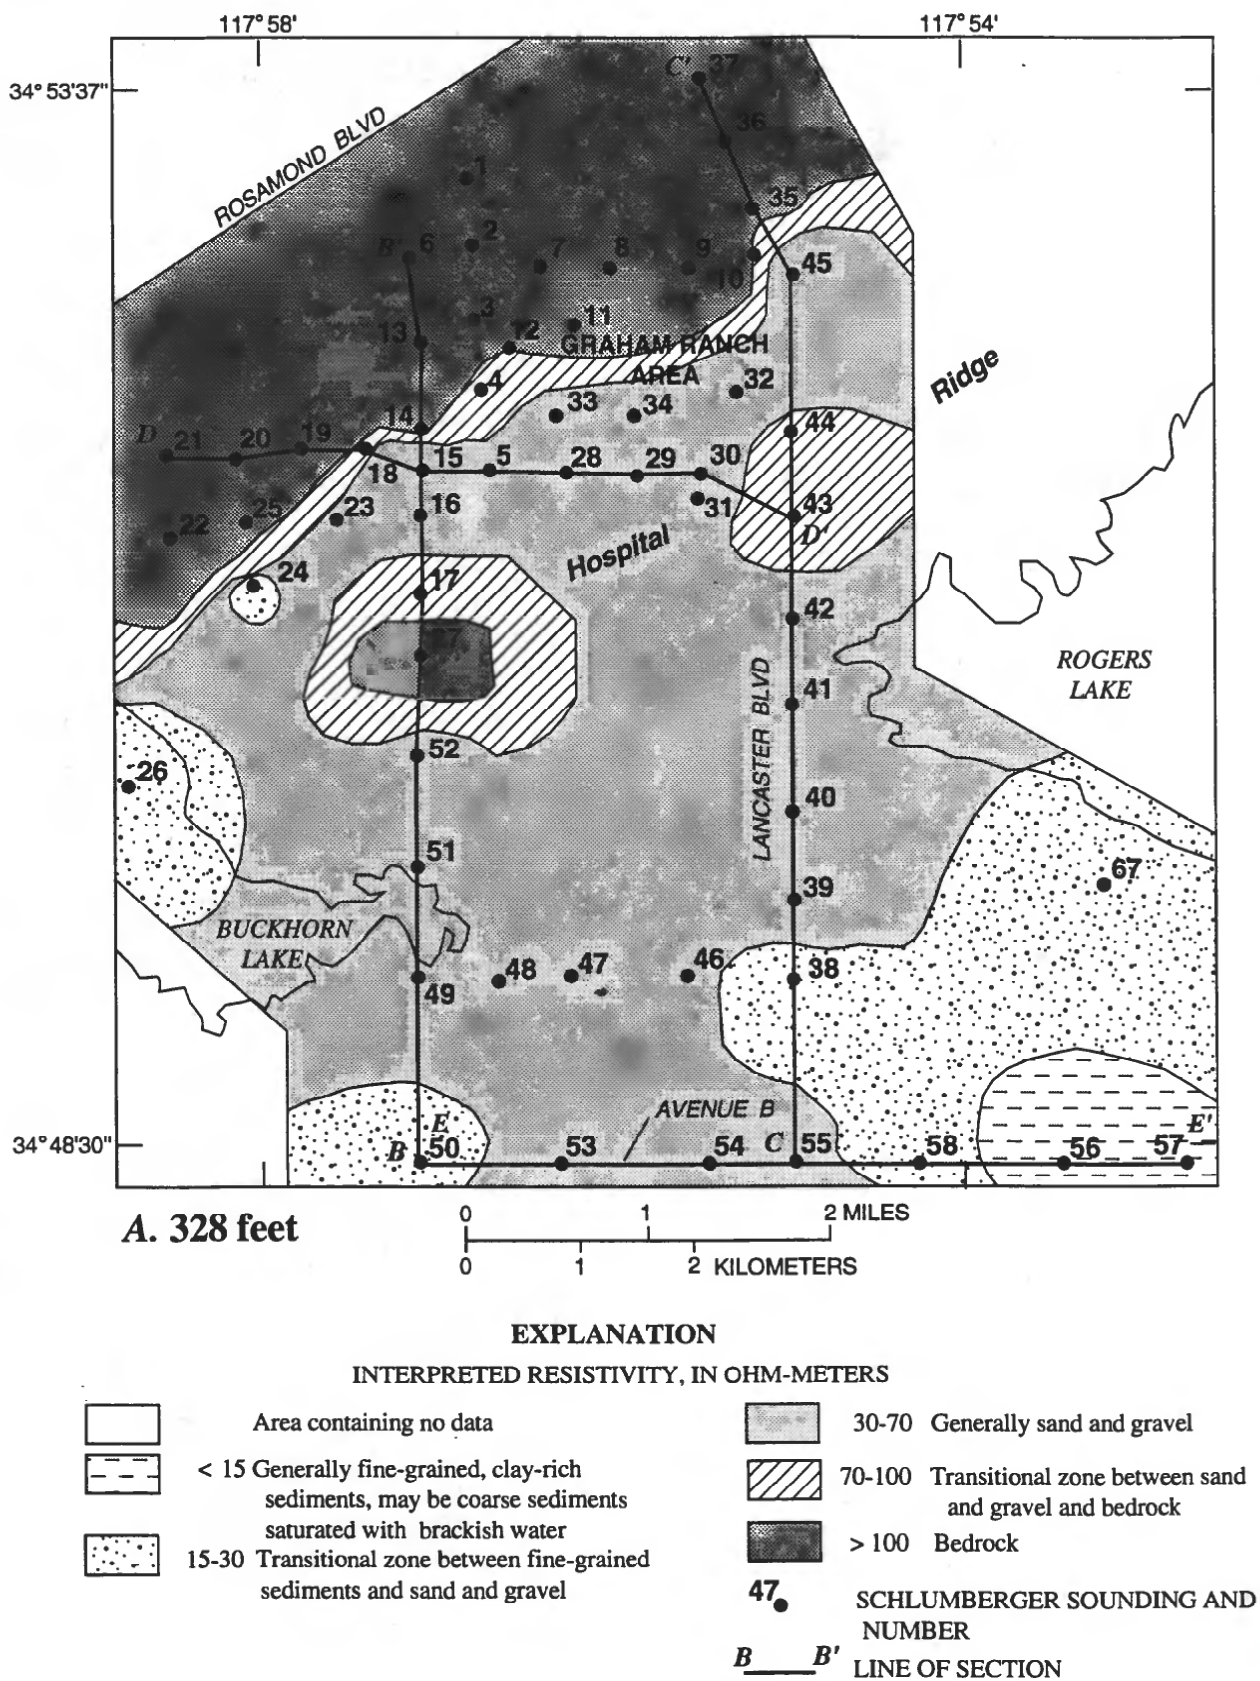 117°58'
117°54'
34°53'37"
C' 37
36
ROSAMOND BLVD
1
35
B' 6
2
7
8
9
10
45
3
11
13
12
GRAHAM RANCH
AREA
4
32
Ridge
33
34
14
44
D
21
20
19
18
15
5
28
29
30
31
16
43
D'
22
25
23
Hospital
24
17
42
27
ROGERS
LAKE
41
LANCASTER BLVD
52
26
40
51
67
39
BUCKHORN
LAKE
48
47
46
38
49
AVENUE B
34°48'30"
E
B
50
53
54
C
55
58
56
57
E'
A. 328 feet
0 1 2 MILES
0 1 2 KILOMETERS
EXPLANATION
INTERPRETED RESISTIVITY, IN OHM-METERS
Area containing no data
< 15 Generally fine-grained, clay-rich
sediments, may be coarse sediments
saturated with brackish water
15-30 Transitional zone between fine-grained
sediments and sand and gravel
30-70 Generally sand and gravel
70-100 Transitional zone between sand
and gravel and bedrock
> 100 Bedrock
47
SCHLUMBERGER SOUNDING AND
NUMBER
B B'
LINE OF SECTION